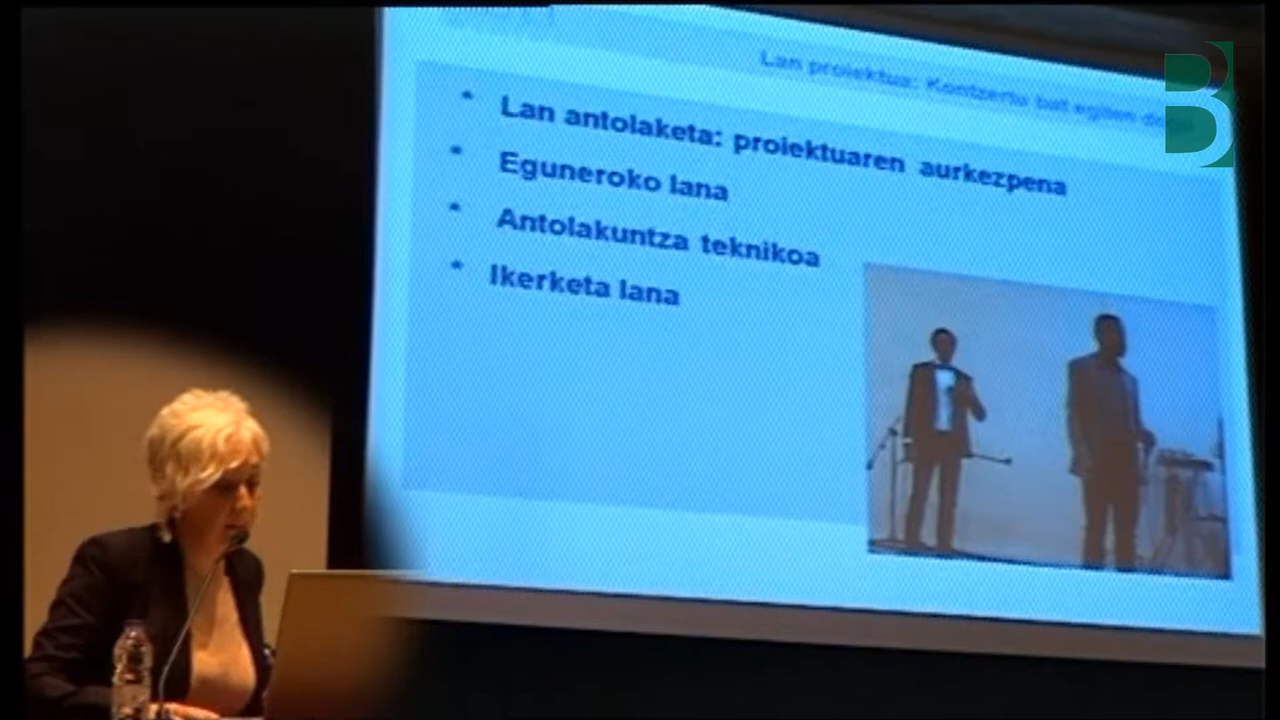 Lan proiektua: Kontzertu bat egiten dugu
• Lan antolaketa: proiektuaren aurkezpena
• Eguneroko lana
• Antolakuntza teknikoa
• Ikerketa lana
B